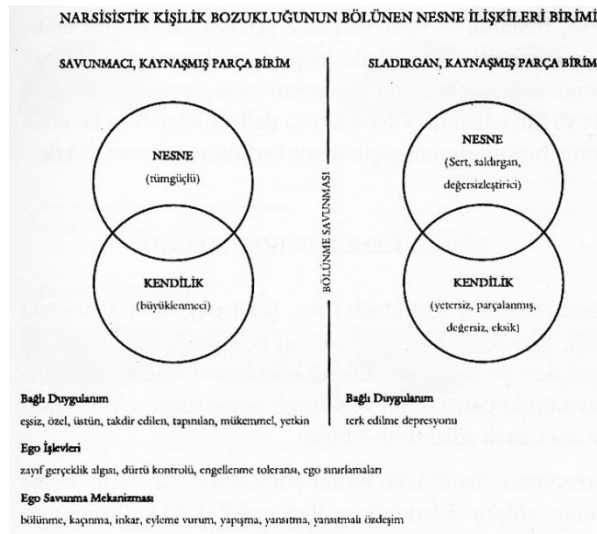 NARSİSİSTİK KİŞİLİK BOZUKLUĞUNUN BÖLÜNEN NESNE İLİŞKİLERİ BİRİMİ
SAVUNMACI, KAYNAŞMIŞ PARÇA BİRİM
SLADIRGAN, KAYNAŞMIŞ PARÇA BİRİM
NESNE
(tümgüçlü)
KENDİLİK
(büyüklenmeci)
BÖLÜNME SAVUNMASI
NESNE
(Sert, saldırgan,
değersizleştirici)
KENDİLİK
(yetersiz, parçalanmış,
değersiz, eksik)
Bağlı Duygulanım
eşsiz, özel, üstün, takdir edilen, tapınılan, mükemmel, yetkin
Bağlı Duygulanım
terk edilme depresyonu
Ego İşlevleri
zayıf gerçeklik algısı, dürtü kontrolü, engellenme toleransı, ego sınırlamaları
Ego Savunma Mekanizması
bölünme, kaçınma, inkar, eyleme vurum, yapışma, yansıtma, yansıtmalı özdeşim